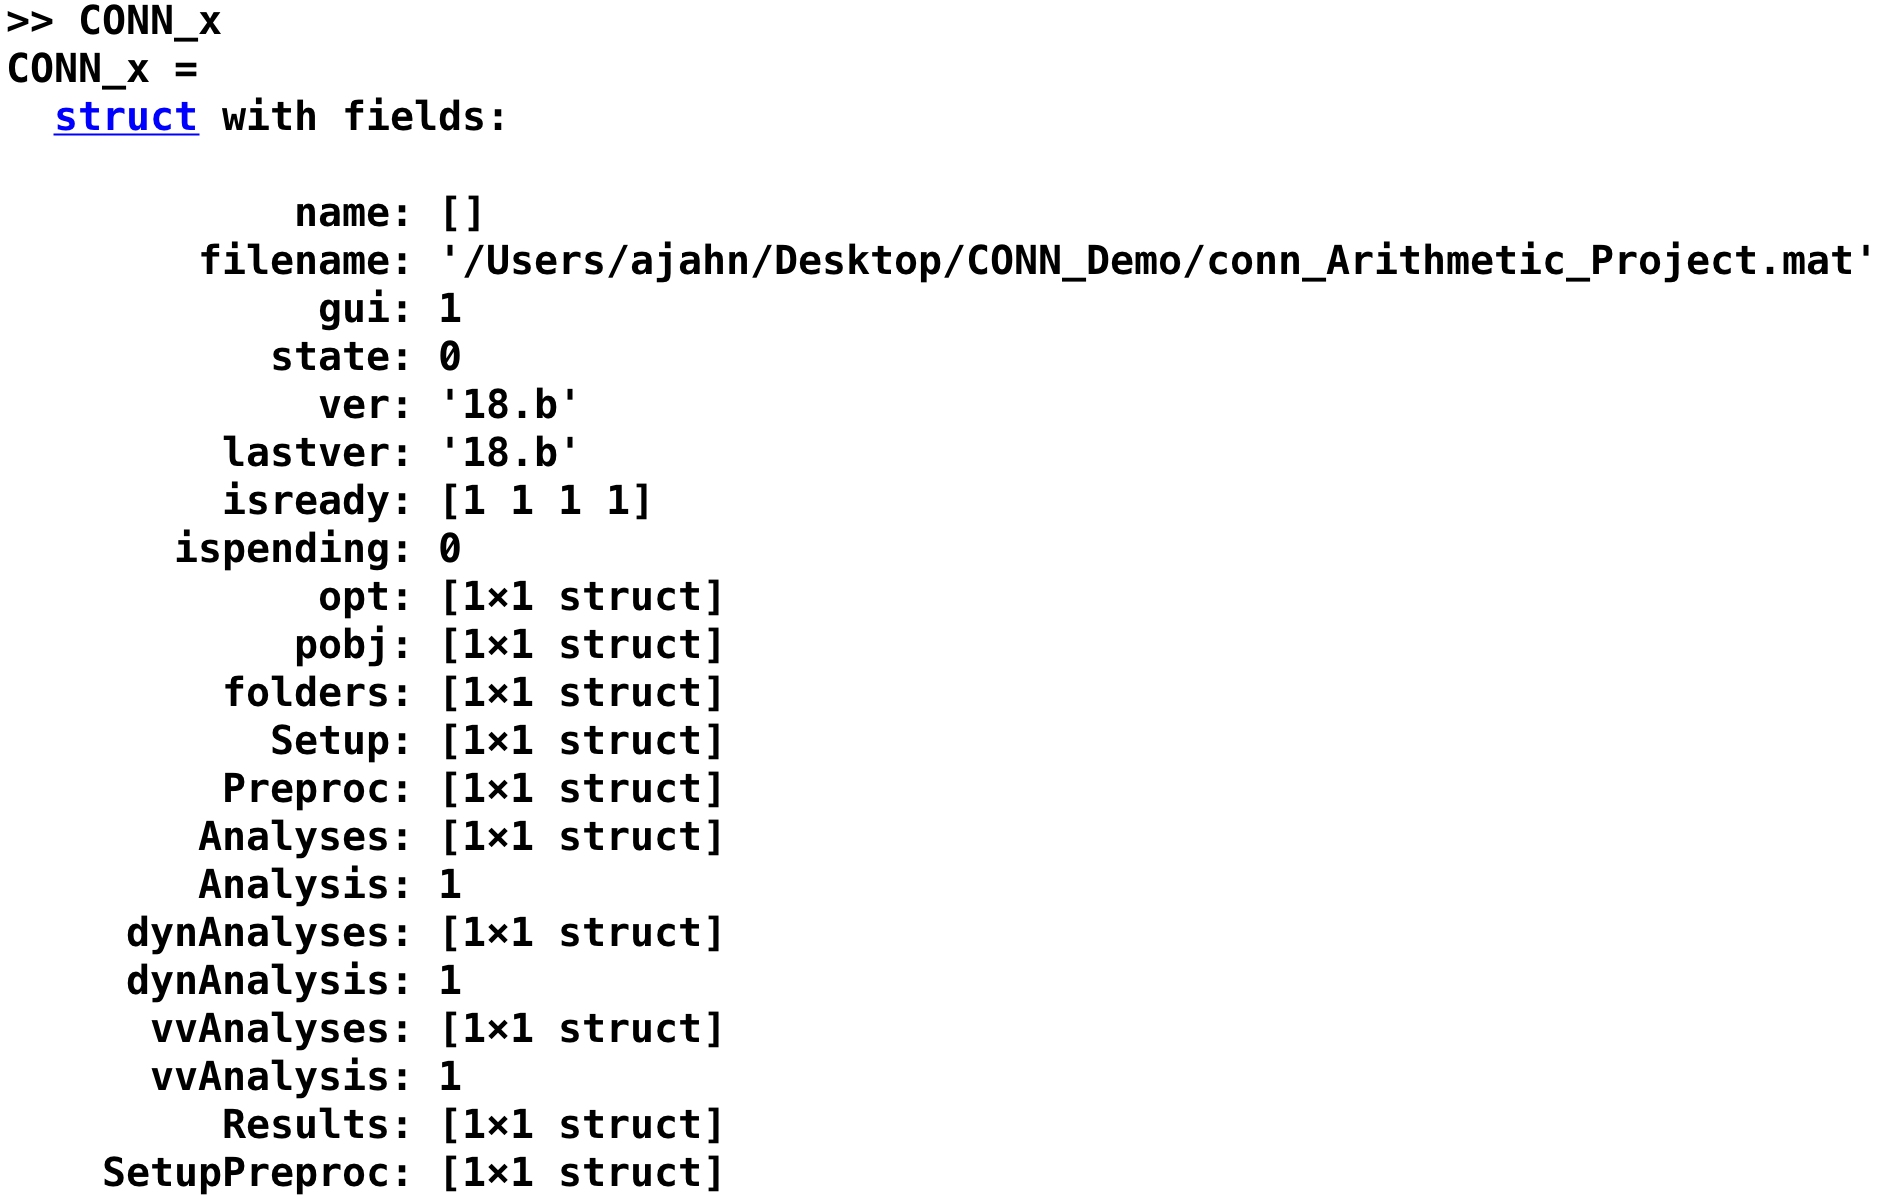 >> CONN_x
CONN_x =
struct with fields:
name: []
filename: '/Users/ajahn/Desktop/CONN_Demo/conn_Arithmetic_Project.mat'
gui: 1
state: 0
ver: '18.b'
lastver: '18.b'
isready: [1 1 1 1]
ispending: 0
opt: [1×1 struct]
pobj: [1×1 struct]
folders: [1×1 struct]
Setup: [1×1 struct]
Preproc: [1×1 struct]
Analyses: [1×1 struct]
Analysis: 1
dynAnalyses: [1×1 struct]
dynAnalysis: 1
vvAnalyses: [1×1 struct]
vvAnalysis: 1
Results: [1×1 struct]
SetupPreproc: [1×1 struct]